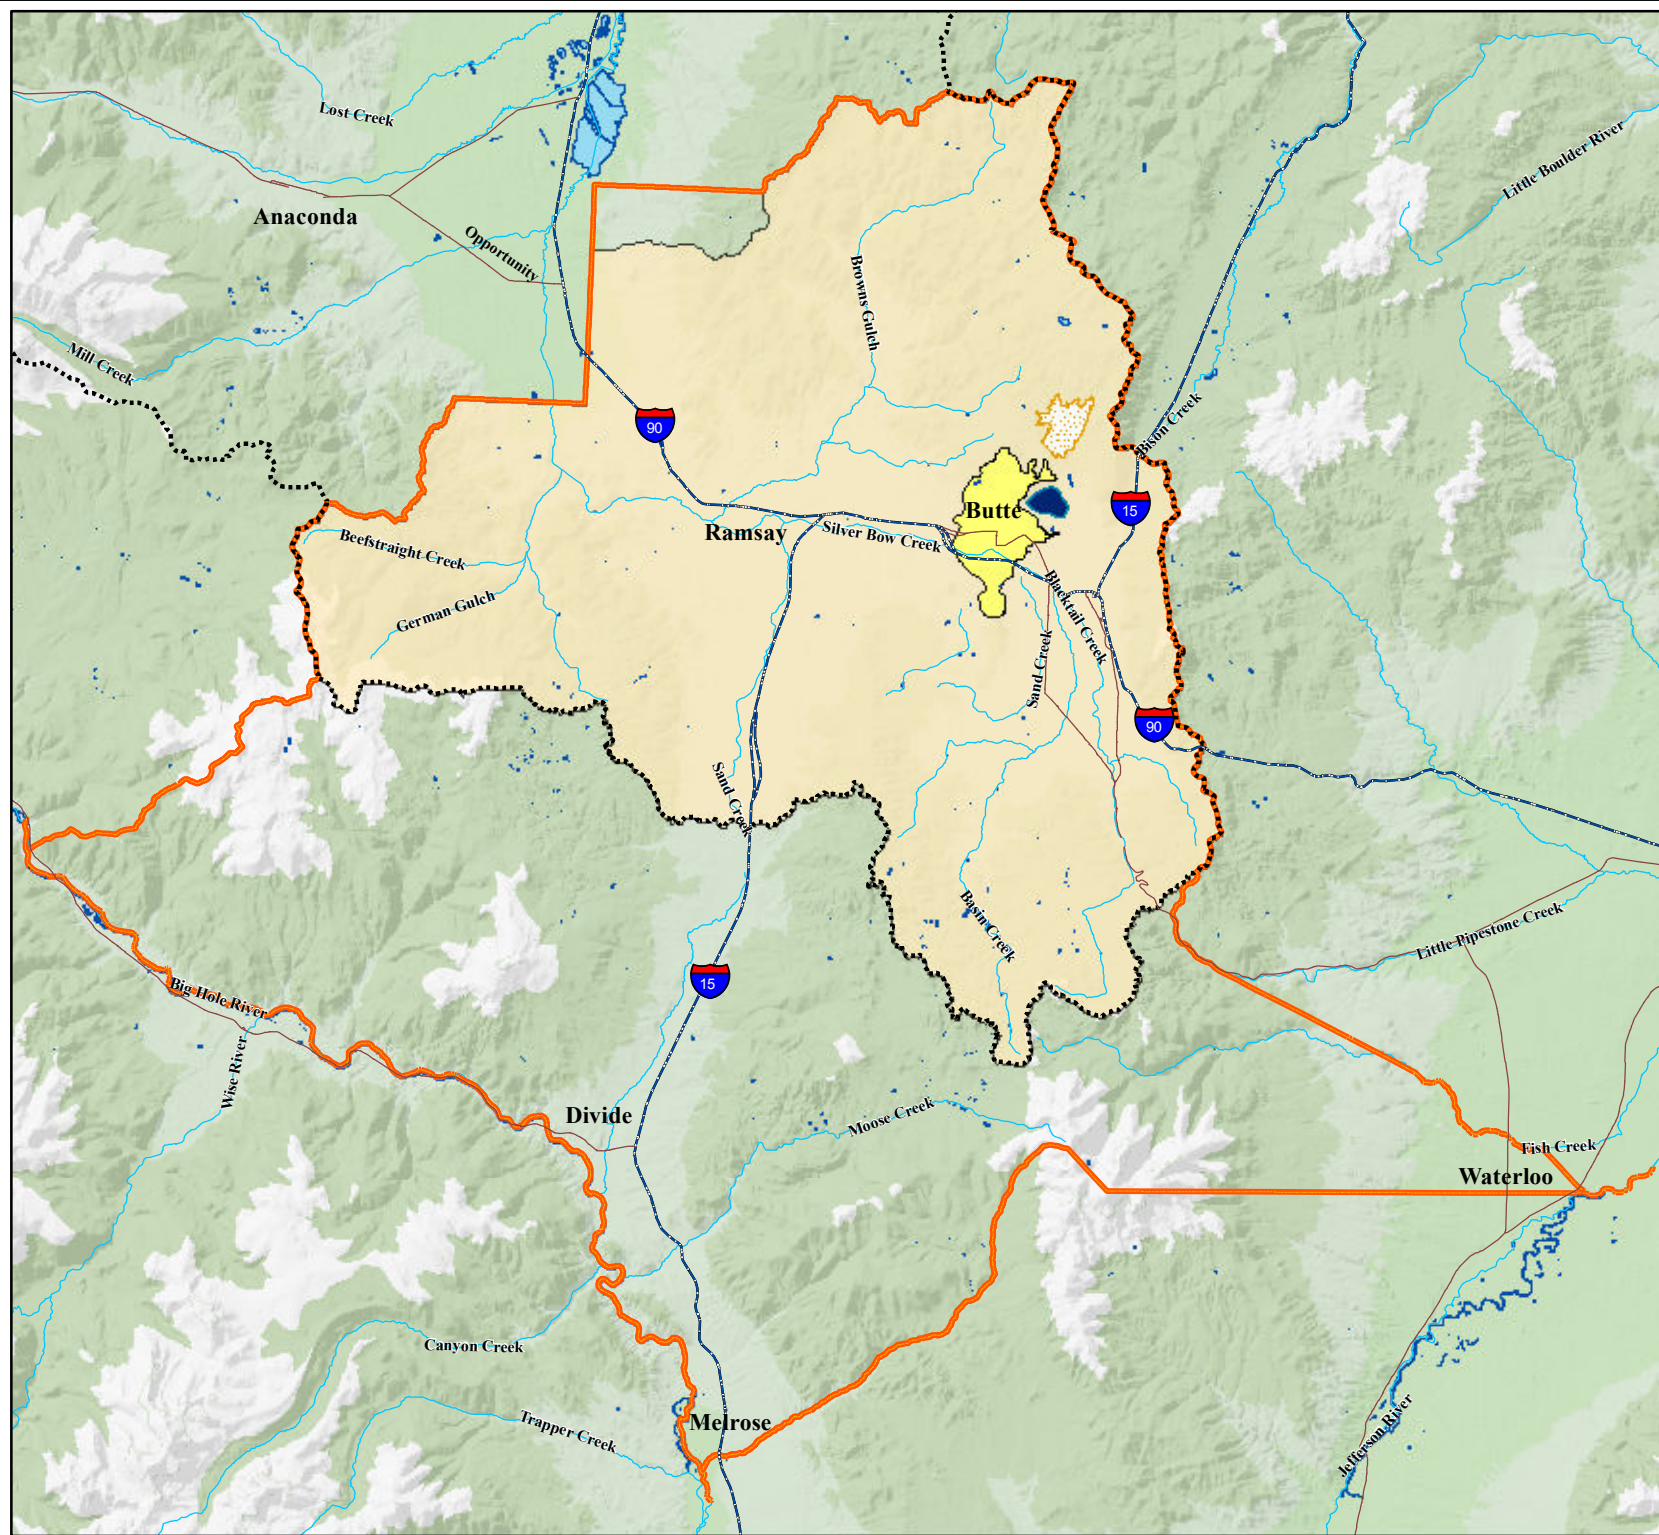 Lost Creek
Little Boulder River
Anaconda
Opportunity
Browns Gulch
Mill Creek
90
Bison Creek
15
Butte
Ramsay
Silver Bow Creek
Beefstraight Creek
German Gulch
Blacktail Creek
Sand Creek
90
Sand Creek
Basin Creek
Little Pipestone Creek
15
Big Hole River
Wise River
Divide
Moose Creek
Fish Creek
Waterloo
Canyon Creek
Melrose
Trapper Creek
Jefferson River